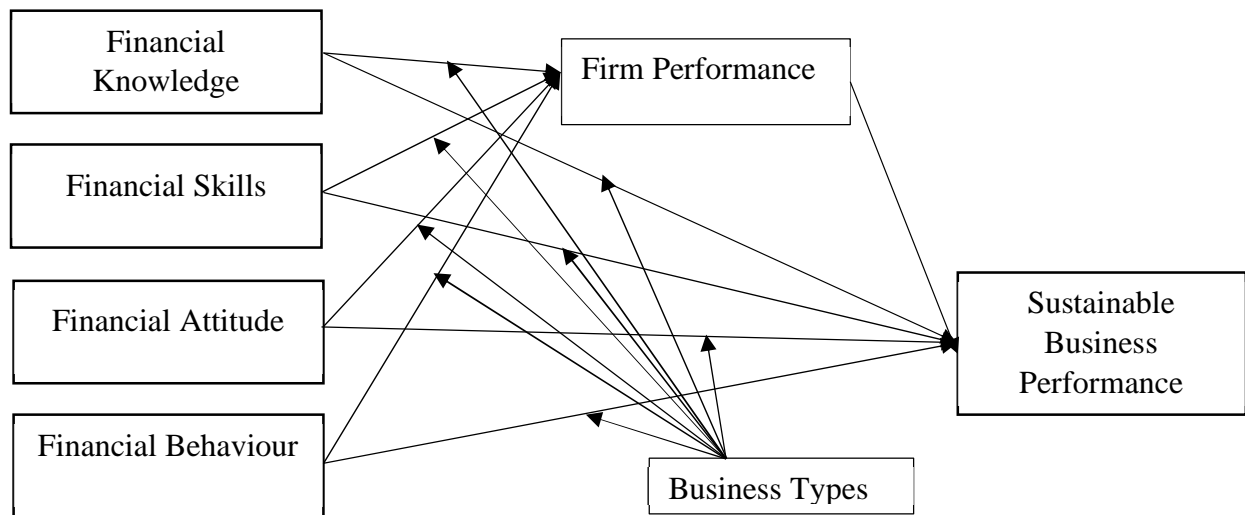 Financial
Knowledge
Firm Performance
Financial Skills
Financial Attitude
Sustainable
Business
Performance
Financial Behaviour
Business Types